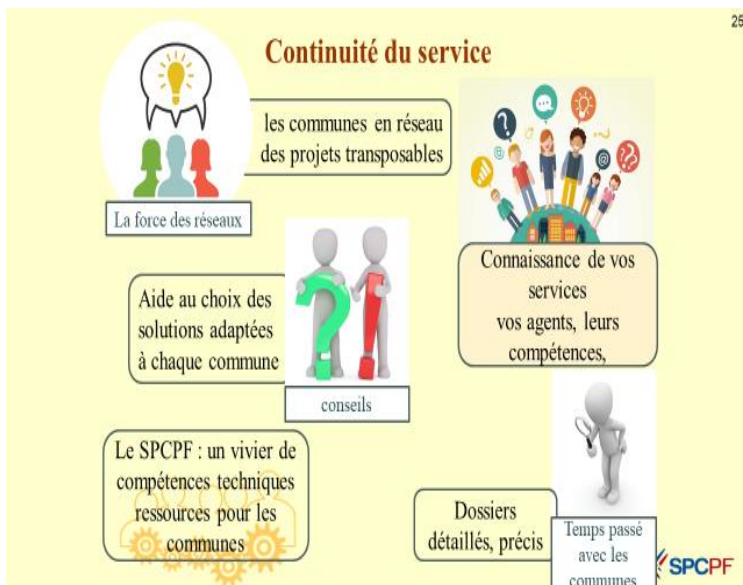 25
Continuité du service
les communes en réseau
des projets transposables
La force des réseaux
Connaissance de vos
services
vos agents, leurs
compétences,
Aide au choix des
solutions adaptées
à chaque commune
conseils
Le SPCPF : un vivier de
compétences techniques
ressources pour les
communes
Dossiers
détaillés, précis
Temps passé
avec les
communes
SPCPF